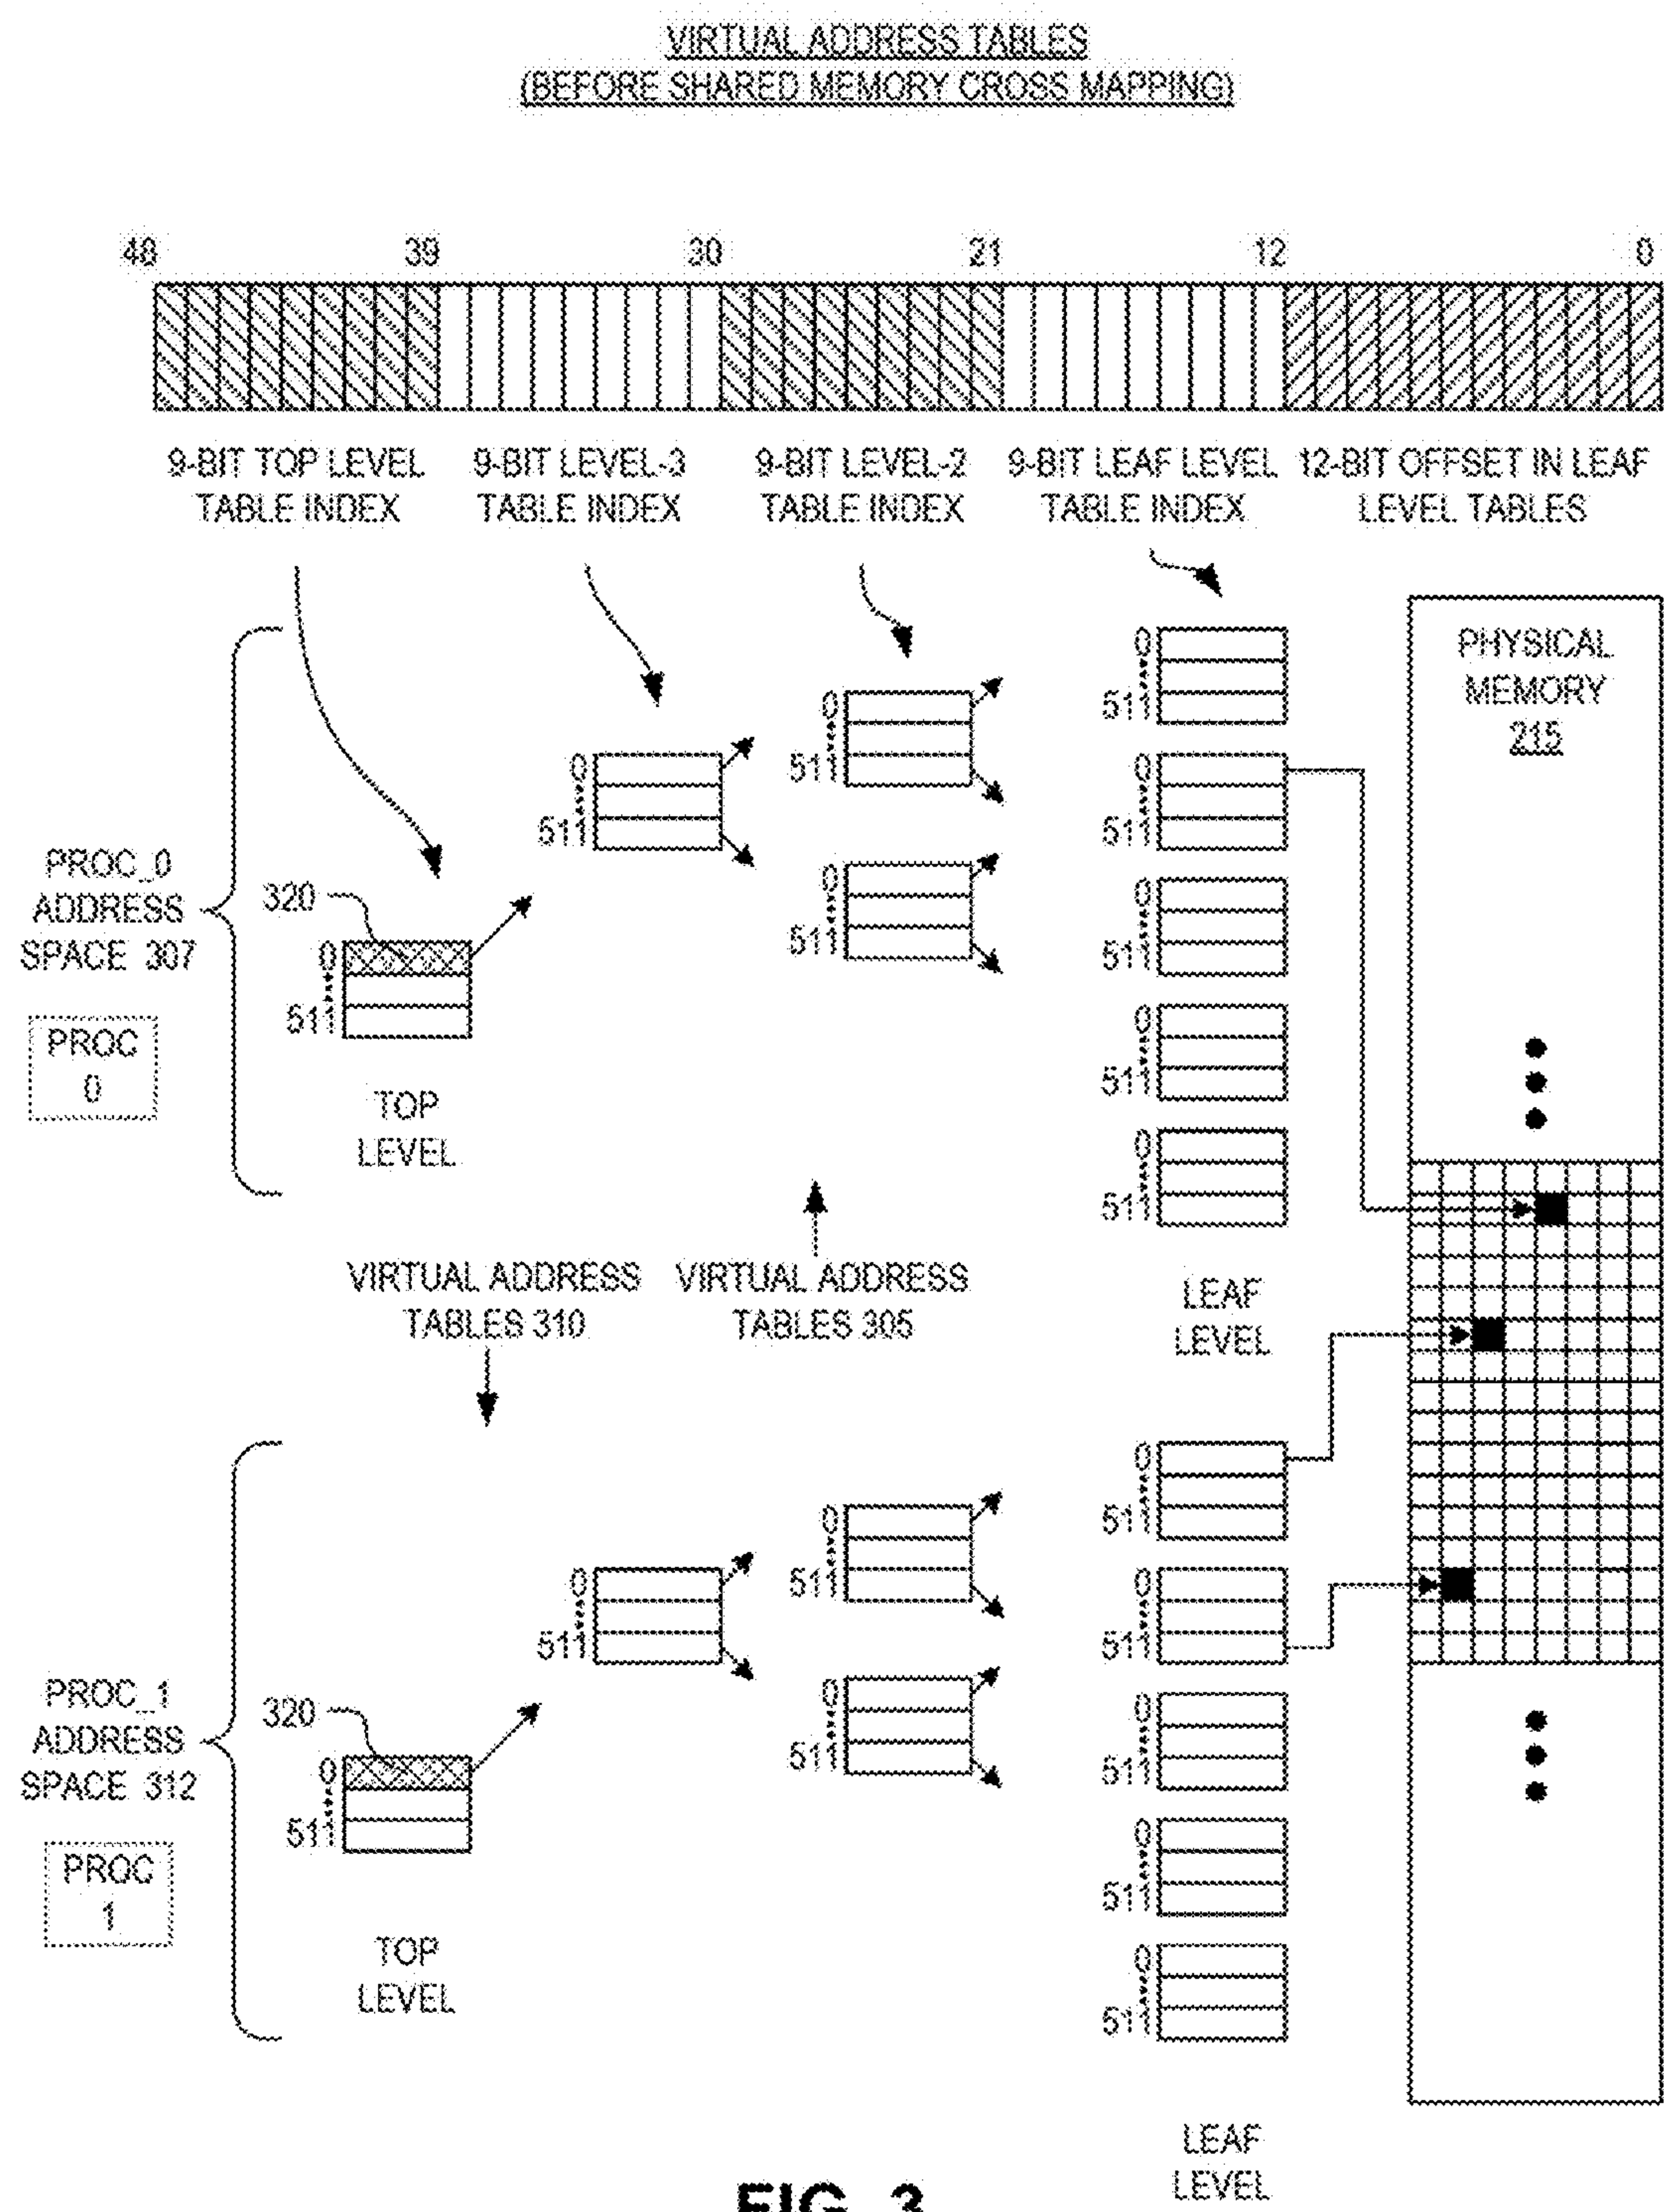 VIRTUAL ADDRESS TABLES
(BEFORE SHARED MEMORY CROSS MAPPING)
48 39 30 21 12 0
9-BIT TOP LEVEL
TABLE INDEX
9-BIT LEVEL-3
TABLE INDEX
9-BIT LEVEL-2
TABLE INDEX
9-BIT LEAF LEVEL
TABLE INDEX
12-BIT OFFSET IN LEAF
LEVEL TABLES
PROC_0
ADDRESS
SPACE 307
PROC
0
320
0
511
TOP
LEVEL
0
511
0
511
0
511
0
511
0
511
0
511
0
511
0
511
LEAF
LEVEL
PHYSICAL
MEMORY
215
VIRTUAL ADDRESS
TABLES 310
VIRTUAL ADDRESS
TABLES 305
PROC_1
ADDRESS
SPACE 312
PROC
1
320
0
511
TOP
LEVEL
0
511
0
511
0
511
0
511
0
511
0
511
0
511
0
511
LEAF
LEVEL
FIG. 3